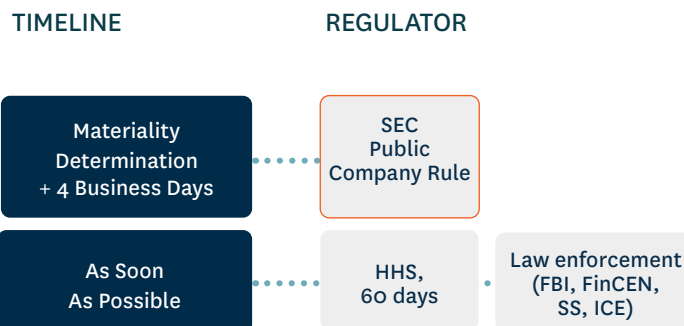 TIMELINE
REGULATOR
Materiality
Determination
+ 4 Business Days
SEC
Public
Company Rule
As Soon
As Possible
HHS,
60 days
Law enforcement
(FBI, FinCEN,
SS, ICE)